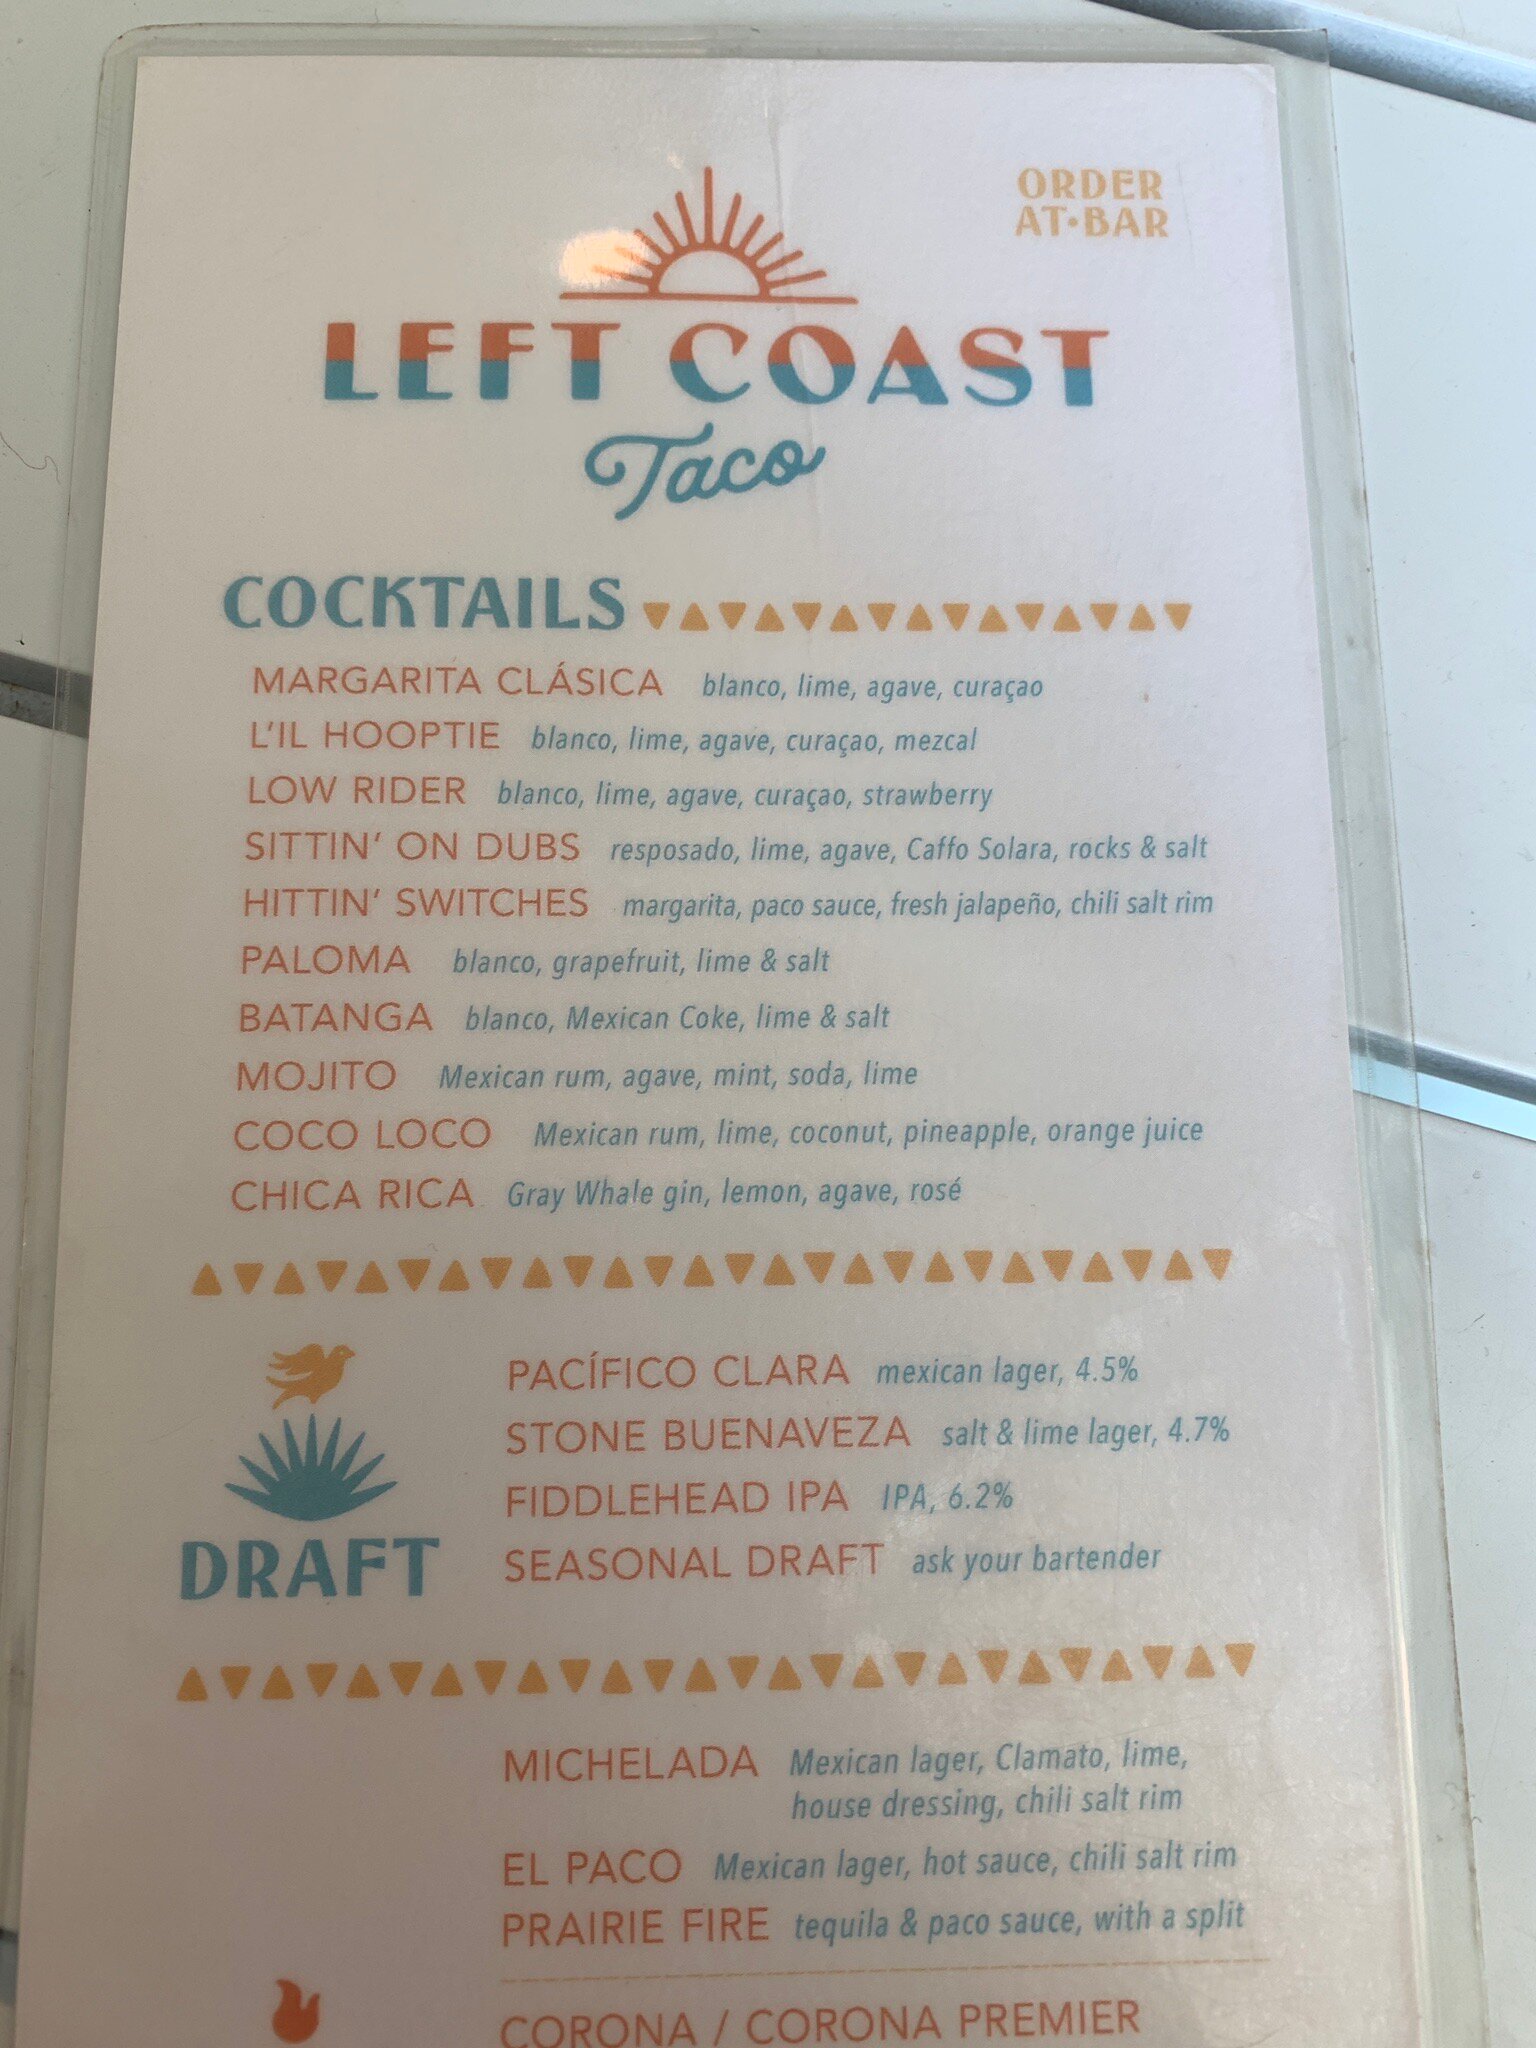 ORDER
AT•BAR
LEFT COAST
Taco
COCKTAILS
MARGARITA CLÁSICA blanco, lime, agave, curaçao
L'IL HOOPTIE blanco, lime, agave, curaçao, mezcal
LOW RIDER blanco, lime, agave, curaçao, strawberry
SITTIN' ON DUBS resposado, lime, agave, Caffo Solara, rocks & salt
HITTIN' SWITCHES margarita, paco sauce, fresh jalapeño, chili salt rim
PALOMA blanco, grapefruit, lime & salt
BATANGA blanco, Mexican Coke, lime & salt
MOJITO Mexican rum, agave, mint, soda, lime
COCO LOCO Mexican rum, lime, coconut, pineapple, orange juice
CHICA RICA Gray Whale gin, lemon, agave, rosé
DRAFT
PACÍFICO CLARA mexican lager, 4.5%
STONE BUENAVEZA salt & lime lager, 4.7%
FIDDLEHEAD IPA IPA, 6.2%
SEASONAL DRAFT ask your bartender
MICHELADA Mexican lager, Clamato, lime,
house dressing, chili salt rim
EL PACO Mexican lager, hot sauce, chili salt rim
PRAIRIE FIRE tequila & paco sauce, with a split
CORONA / CORONA PREMIER